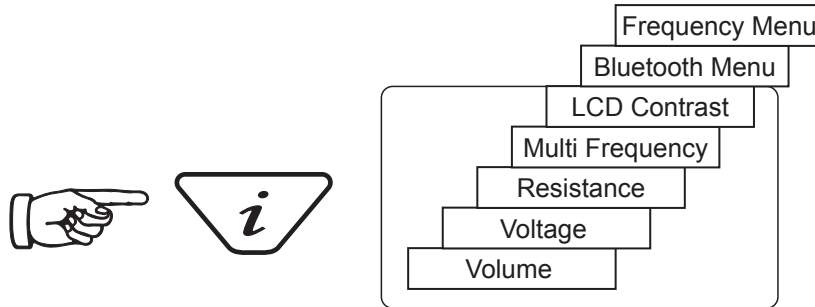 Frequency Menu
Bluetooth Menu
LCD Contrast
Multi Frequency
i
Resistance
Voltage
Volume